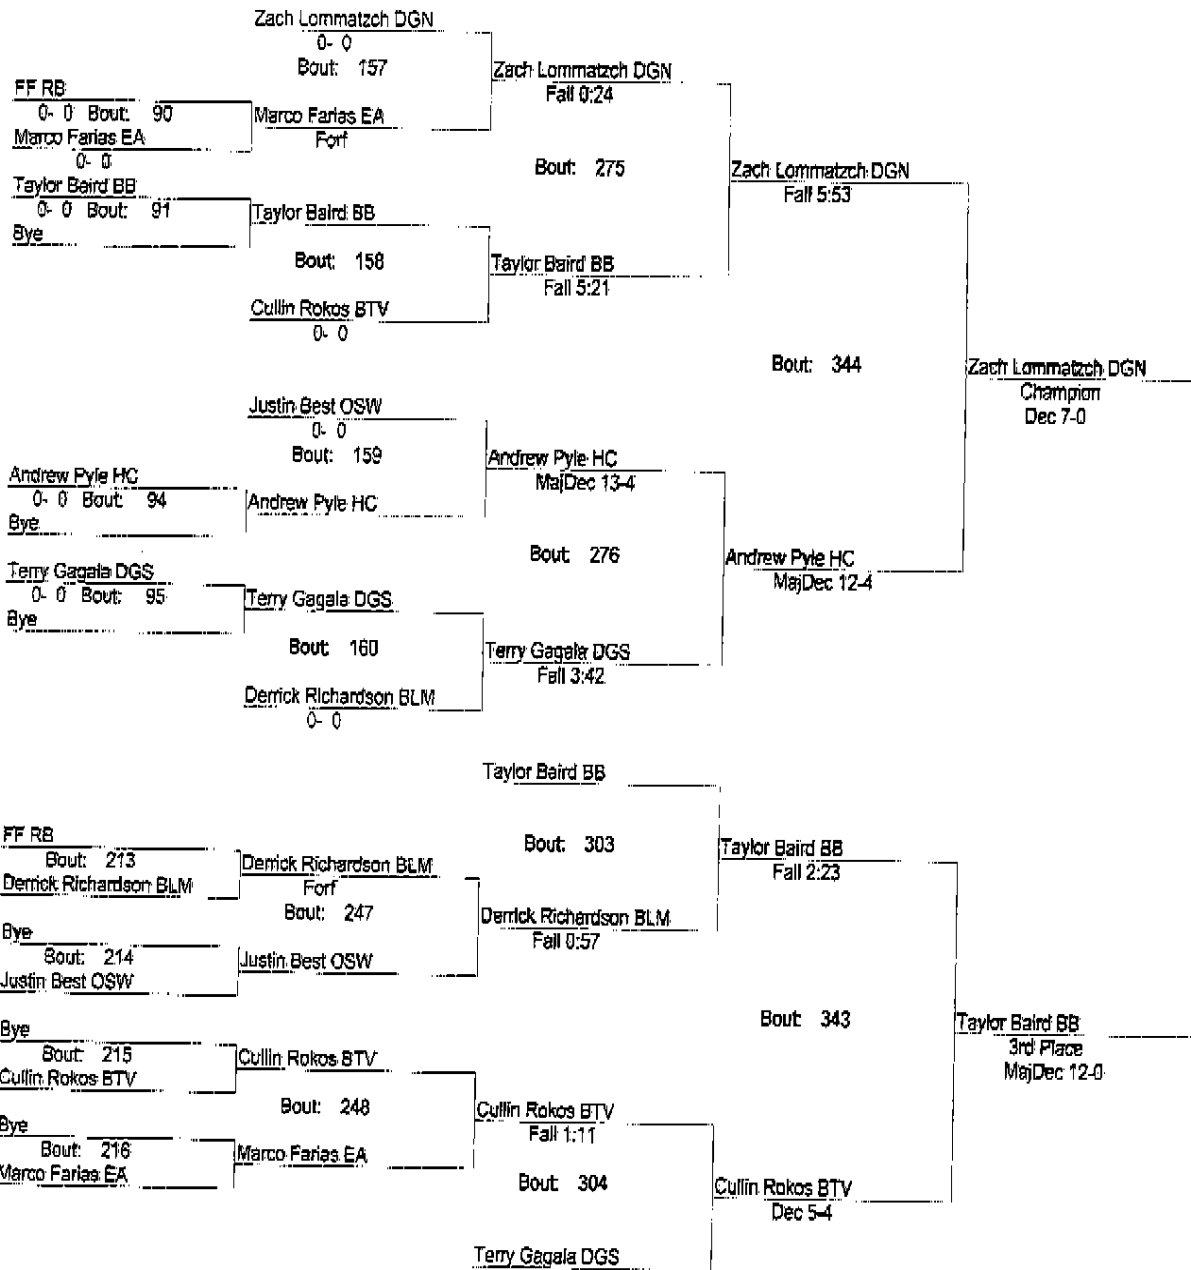 Zach Lommatzch DGN
0- 0
Bout: 157
Zach Lommatzch DGN
Fall 0:24
FF RB
0- 0 Bout: 90
Marco Farias EA
0- 0
Marco Farias EA
Forf
Bout: 275
Zach Lommatzch DGN
Fall 5:53
Taylor Baird BB
0- 0 Bout: 91
Bye
Taylor Baird BB
Bout: 158
Taylor Baird BB
Fall 5:21
Cullin Rokos BTV
0- 0
Bout: 344
Zach Lommatzch DGN
Champion
Dec 7-0
Justin Best OSW
0- 0
Bout: 159
Andrew Pyle HC
MajDec 13-4
Andrew Pyle HC
0- 0 Bout: 94
Bye
Andrew Pyle HC
Bout: 276
Andrew Pyle HC
MajDec 12-4
Terry Gagala DGS
0- 0 Bout: 95
Bye
Terry Gagala DGS
Bout: 160
Terry Gagala DGS
Fall 3:42
Derrick Richardson BLM
0- 0
Taylor Baird BB
Bout: 303
Taylor Baird BB
Fall 2:23
FF RB
Bout: 213
Derrick Richardson BLM
Derrick Richardson BLM
Forf
Bout: 247
Derrick Richardson BLM
Fall 0:57
Bye
Bout: 214
Justin Best OSW
Justin Best OSW
Bout: 343
Taylor Baird BB
3rd Place
MajDec 12-0
Bye
Bout: 215
Cullin Rokos BTV
Cullin Rokos BTV
Bout: 248
Cullin Rokos BTV
Fall 1:11
Bye
Bout: 216
Marco Farias EA
Marco Farias EA
Bout: 304
Cullin Rokos BTV
Dec 5-4
Terry Gagala DGS